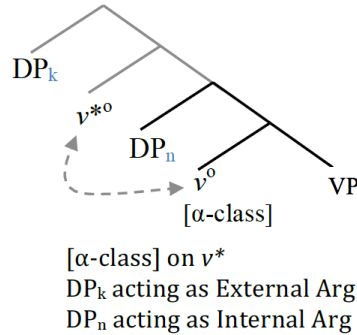 DPk
v*o
DPn
vo
VP
[α-class]
[α-class] on v*
DPk acting as External Arg
DPn acting as Internal Arg